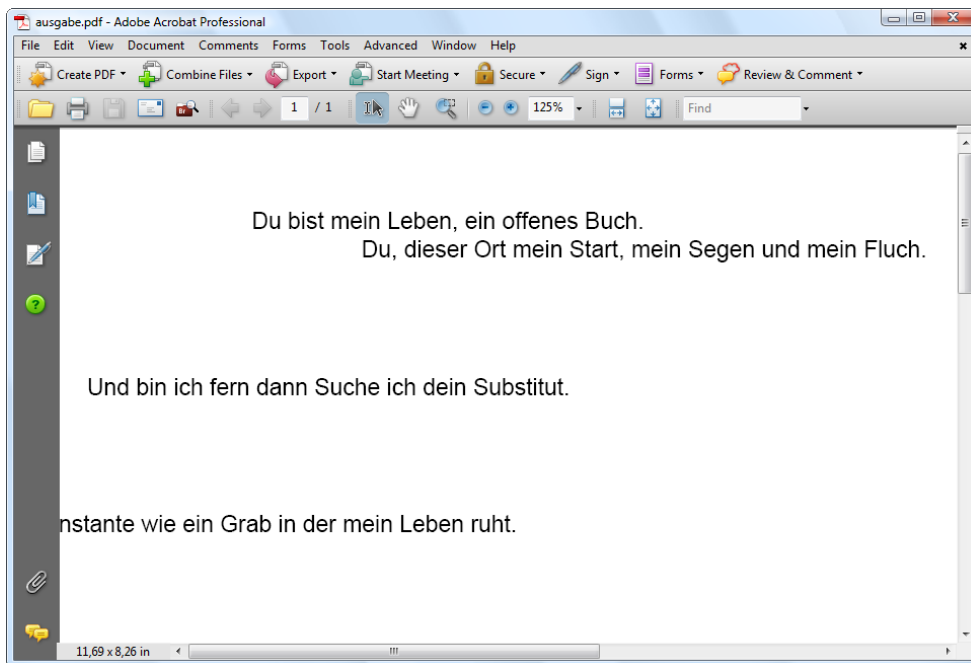 ausgabe.pdf - Adobe Acrobat Professional
File Edit View Document Comments Forms Tools Advanced Window Help
Create PDF Combine Files Export Start Meeting Secure Sign Forms Review & Comment
1 / 1 125% Find
Du bist mein Leben, ein offenes Buch.
Du, dieser Ort mein Start, mein Segen und mein Fluch.
Und bin ich fern dann Suche ich dein Substitut.
nstante wie ein Grab in der mein Leben ruht.
11,69 x 8,26 in